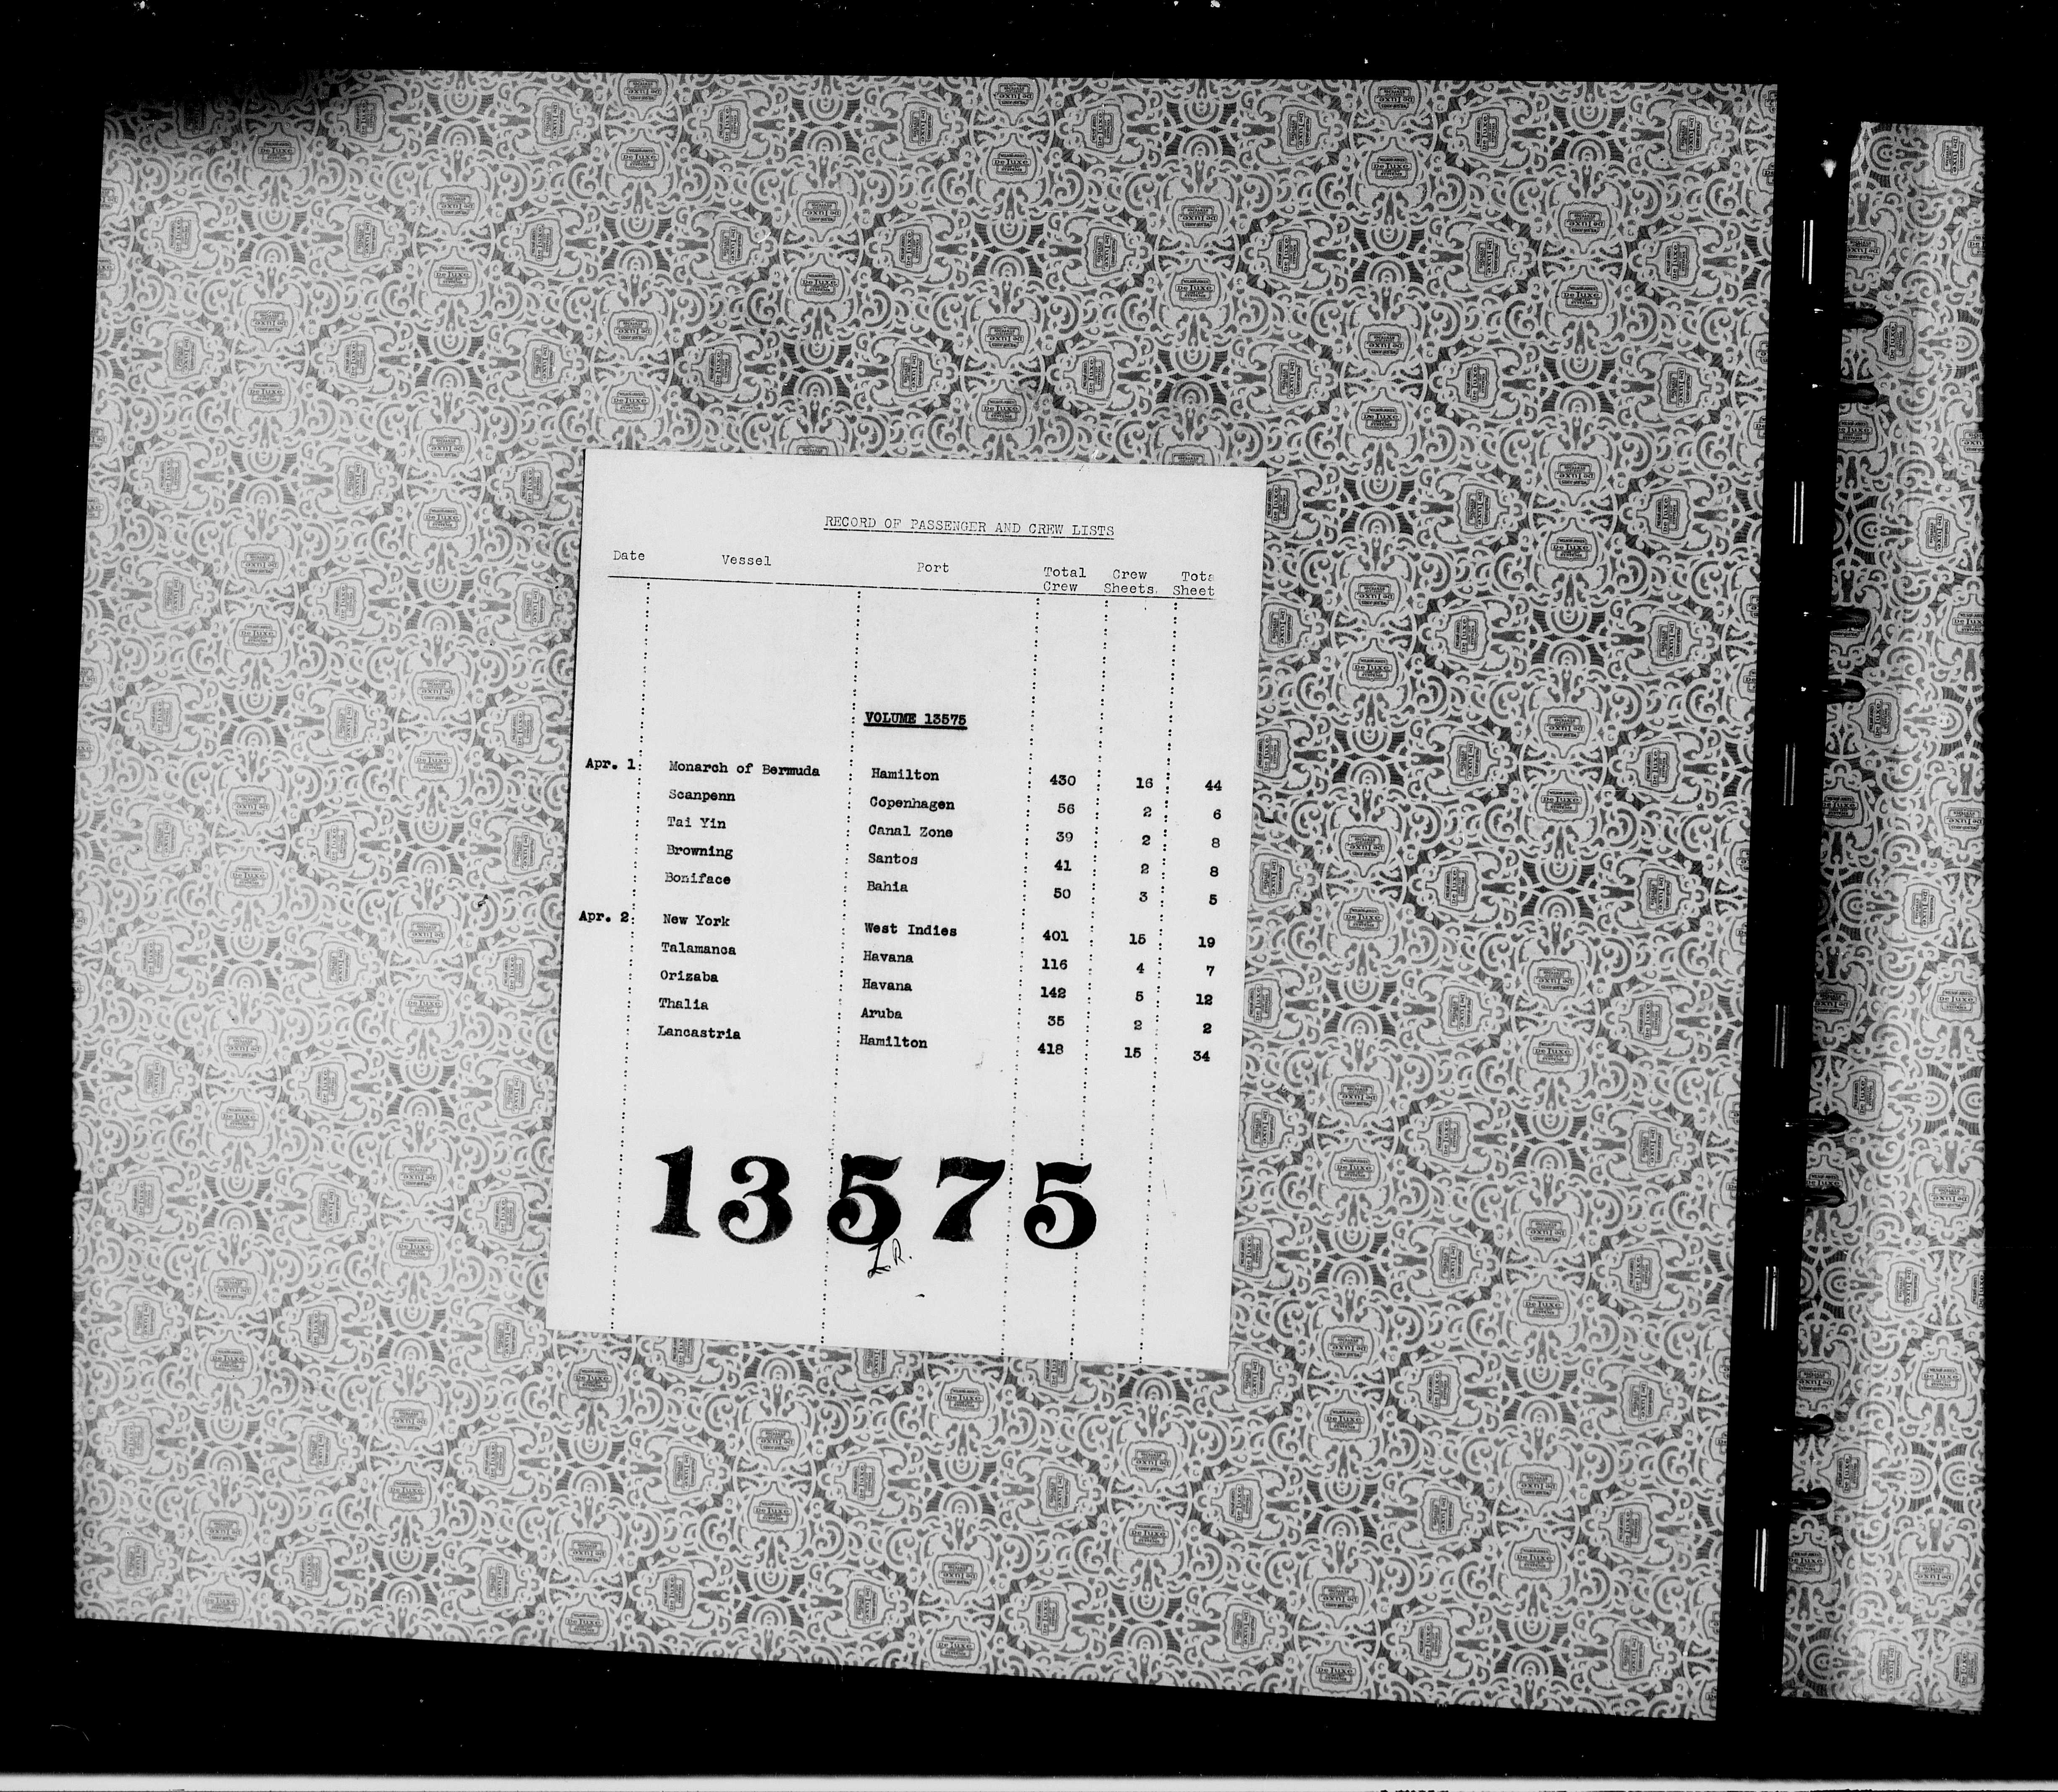 RECORD OF PASSENGER AND CREW LISTS
Date Vessel Port Total Crew Crew Sheets Tota Sheet
VOLUME 13575
Apr. 1 Monarch of Bermuda Hamilton 430 16 44
Scanpenn Copenhagen 56 2 6
Tai Yin Canal Zone 39 2 8
Browning Santos 41 2 8
Boniface Bahia 50 3 5
Apr. 2 New York West Indies 401 15 19
Talamanca Havana 116 4 7
Orizaba Havana 142 5 12
Thalia Aruba 35 2 2
Lancastria Hamilton 418 15 34
13575
De Luxe